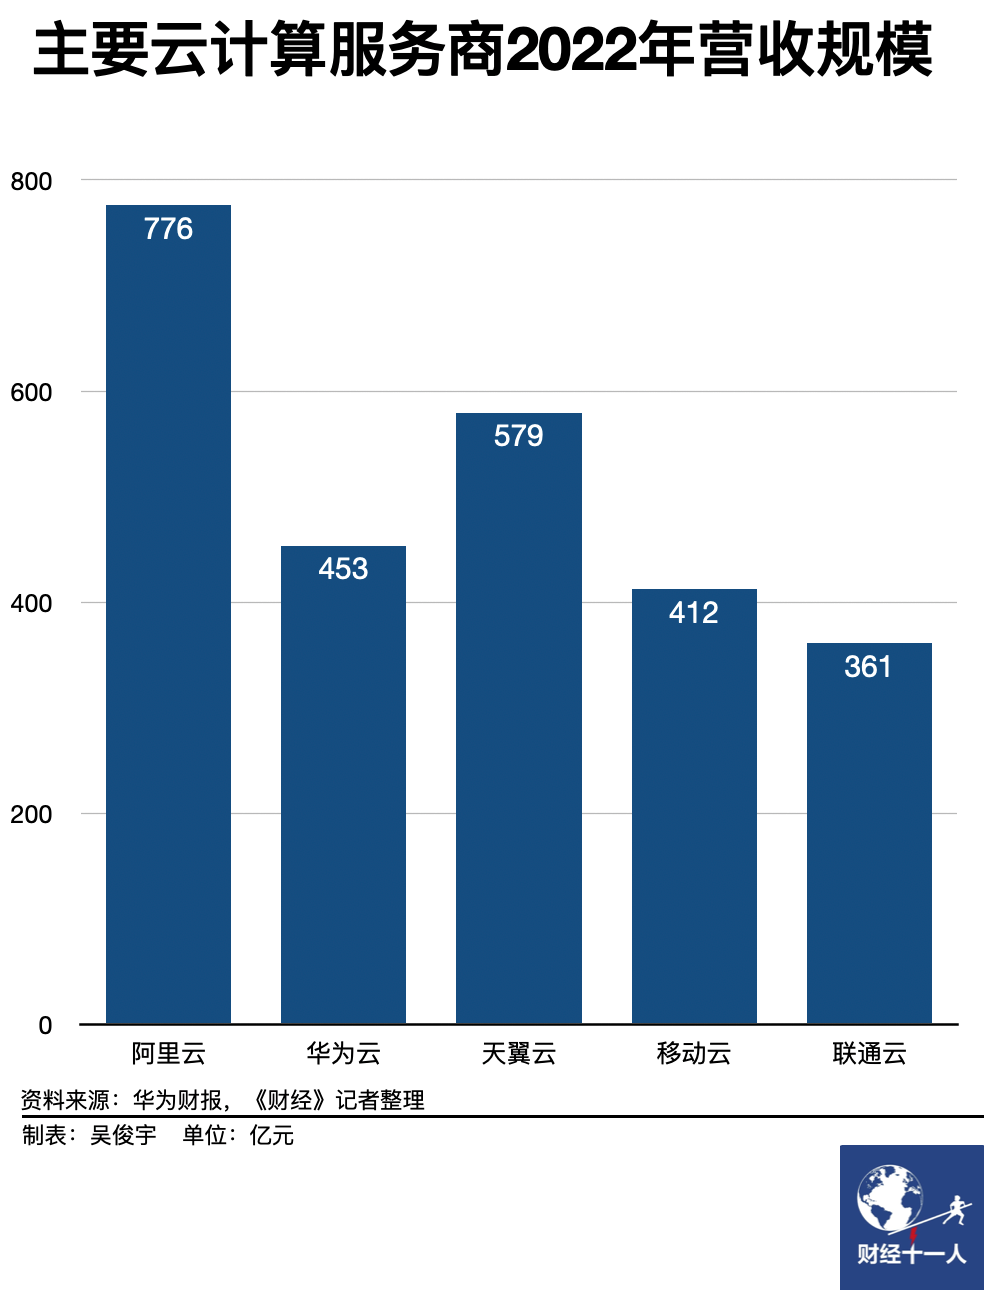 主要云计算服务商2022年营收规模
800
776
600
579
453
400
412
361
200
0
阿里云 华为云 天翼云 移动云 联通云
资料来源：华为财报，《财经》记者整理
制表：吴俊宇 单位：亿元
财经十一人